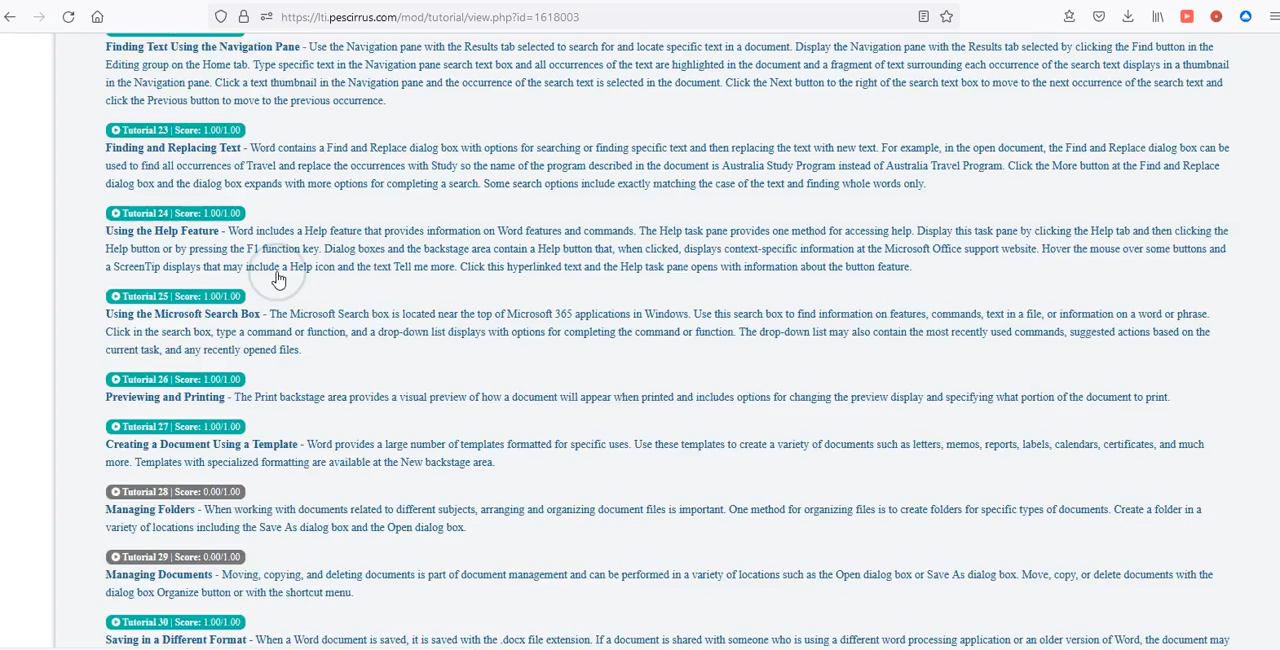 https://lti.pescirrus.com/mod/tutorial/view.php?id=1618003
Finding Text Using the Navigation Pane - Use the Navigation pane with the Results tab selected to search for and locate specific text in a document. Display the Navigation pane with the Results tab selected by clicking the Find button in the
Editing group on the Home tab. Type specific text in the Navigation pane search text box and all occurrences of the text are highlighted in the document and a fragment of text surrounding each occurrence of the search text displays in a thumbnail
in the Navigation pane. Click a text thumbnail in the Navigation pane and the occurrence of the search text is selected in the document. Click the Next button to the right of the search text box to move to the next occurrence of the search text and
click the Previous button to move to the previous occurrence.
Tutorial 23 | Score: 1.00/1.00
Finding and Replacing Text - Word contains a Find and Replace dialog box with options for searching or finding specific text and then replacing the text with new text. For example, in the open document, the Find and Replace dialog box can be
used to find all occurrences of Travel and replace the occurrences with Study so the name of the program described in the document is Australia Study Program instead of Australia Travel Program. Click the More button at the Find and Replace
dialog box and the dialog box expands with more options for completing a search. Some search options include exactly matching the case of the text and finding whole words only.
Tutorial 24 | Score: 1.00/1.00
Using the Help Feature - Word includes a Help feature that provides information on Word features and commands. The Help task pane provides one method for accessing help. Display this task pane by clicking the Help tab and then clicking the
Help button or by pressing the F1 function key. Dialog boxes and the backstage area contain a Help button that, when clicked, displays context-specific information at the Microsoft Office support website. Hover the mouse over some buttons and
a ScreenTip displays that may include a Help icon and the text Tell me more. Click this hyperlinked text and the Help task pane opens with information about the button feature.
Tutorial 25 | Score: 1.00/1.00
Using the Microsoft Search Box - The Microsoft Search box is located near the top of Microsoft 365 applications in Windows. Use this search box to find information on features, commands, text in a file, or information on a word or phrase.
Click in the search box, type a command or function, and a drop-down list displays with options for completing the command or function. The drop-down list may also contain the most recently used commands, suggested actions based on the
current task, and any recently opened files.
Tutorial 26 | Score: 1.00/1.00
Previewing and Printing - The Print backstage area provides a visual preview of how a document will appear when printed and includes options for changing the preview display and specifying what portion of the document to print.
Tutorial 27 | Score: 1.00/1.00
Creating a Document Using a Template - Word provides a large number of templates formatted for specific uses. Use these templates to create a variety of documents such as letters, memos, reports, labels, calendars, certificates, and much
more. Templates with specialized formatting are available at the New backstage area.
Tutorial 28 | Score: 0.00/1.00
Managing Folders - When working with documents related to different subjects, arranging and organizing document files is important. One method for organizing files is to create folders for specific types of documents. Create a folder in a
variety of locations including the Save As dialog box and the Open dialog box.
Tutorial 29 | Score: 0.00/1.00
Managing Documents - Moving, copying, and deleting documents is part of document management and can be performed in a variety of locations such as the Open dialog box or Save As dialog box. Move, copy, or delete documents with the
dialog box Organize button or with the shortcut menu.
Tutorial 30 | Score: 1.00/1.00
Saving in a Different Format - When a Word document is saved, it is saved with the .docx file extension. If a document is shared with someone who is using a different word processing application or an older version of Word, the document may